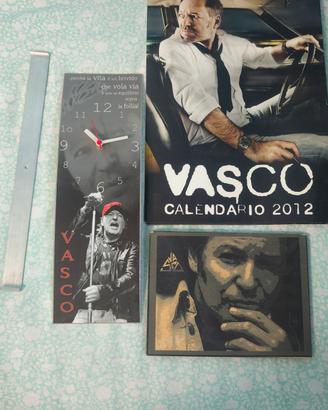 perchè la vita è un brivido
che vola via
è tutto un equilibrio
sopra
la follia!
12
11
1
10
2
9
3
8
4
7
5
6
VASCO
VASCO
CALENDARIO 2012